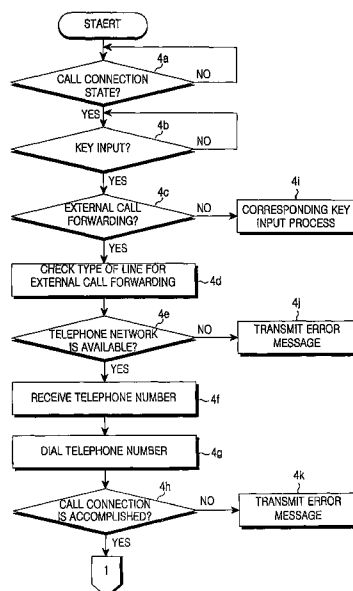 STAERT
4a
CALL CONNECTION
STATE?
NO
YES
4b
KEY INPUT?
NO
YES
4c
EXTERNAL CALL
FORWARDING?
NO
4i
CORRESPONDING KEY
INPUT PROCESS
YES
CHECK TYPE OF LINE FOR
EXTERNAL CALL FORWARDING
4d
4e
TELEPHONE NETWORK
IS AVAILABLE?
NO
4j
TRANSMIT ERROR
MESSAGE
YES
RECEIVE TELEPHONE NUMBER
4f
DIAL TELEPHONE NUMBER
4g
4h
CALL CONNECTION
IS ACCOMPLISHED?
NO
4k
TRANSMIT ERROR
MESSAGE
YES
1